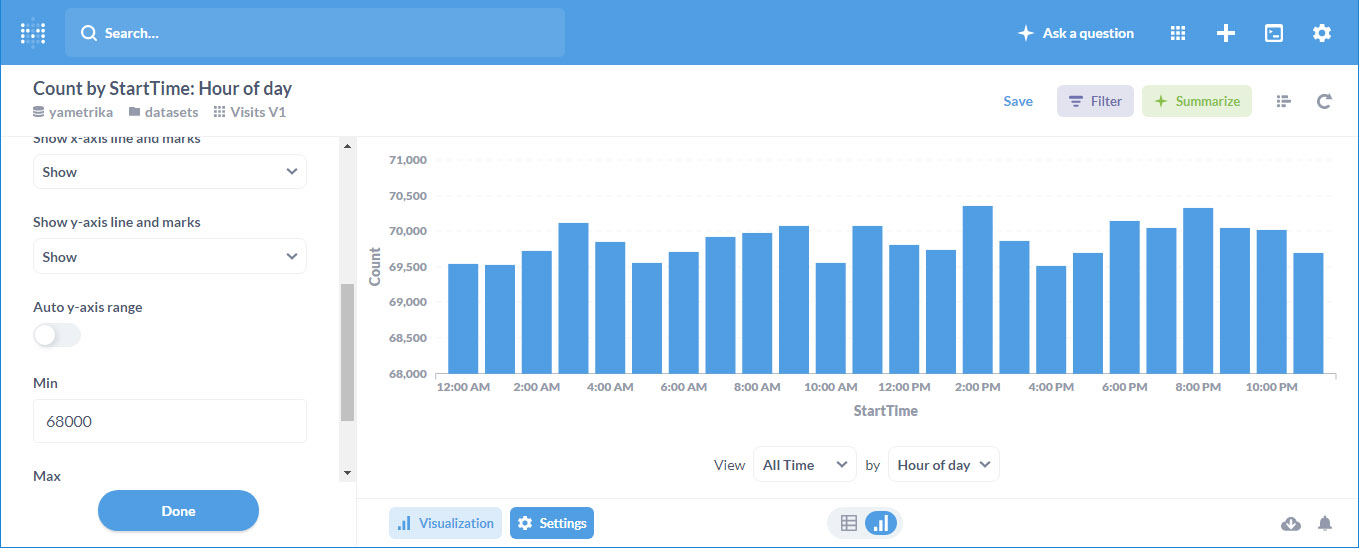 Search...
Ask a question
Count by StartTime: Hour of day
yametrika datasets Visits V1
Save Filter Summarize
Show x-axis line and marks
Show
Show y-axis line and marks
Show
Auto y-axis range
Min
68000
Max
Done
71,000
70,500
70,000
69,500
69,000
68,500
68,000
Count
12:00 AM 2:00 AM 4:00 AM 6:00 AM 8:00 AM 10:00 AM 12:00 PM 2:00 PM 4:00 PM 6:00 PM 8:00 PM 10:00 PM
StartTime
View All Time by Hour of day
Visualization Settings